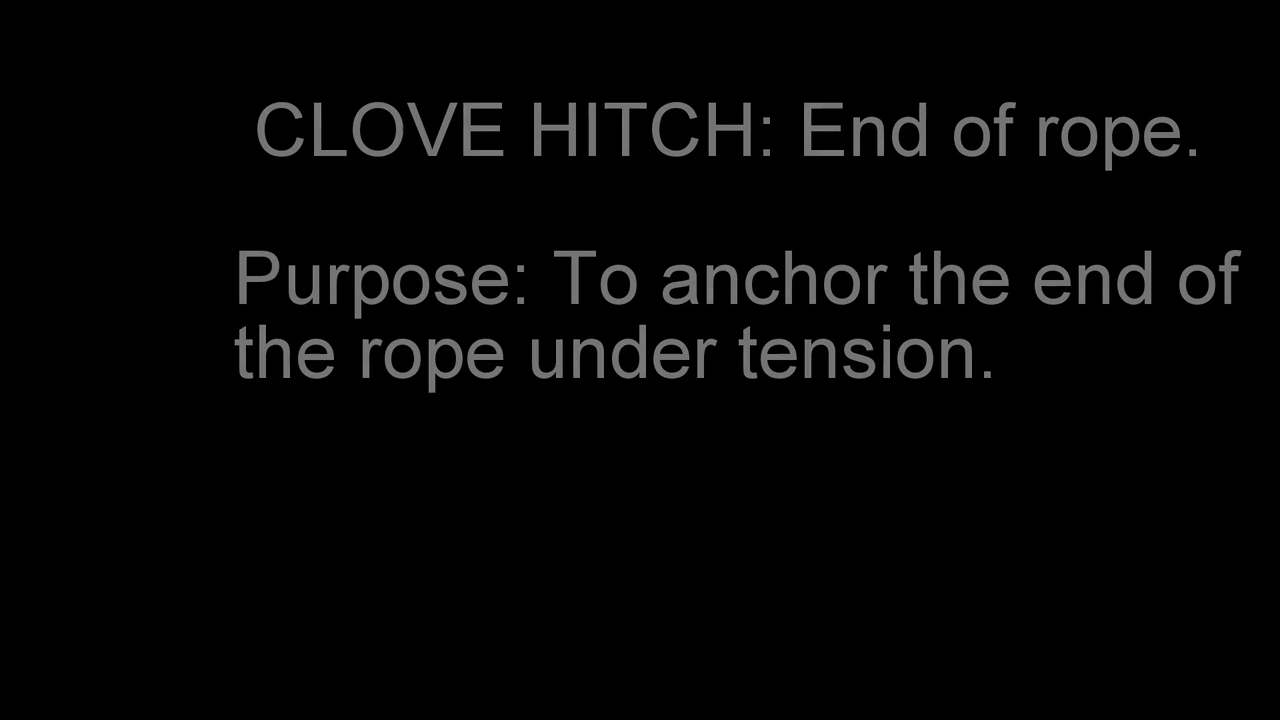 CLOVE HITCH: End of rope.
Purpose: To anchor the end of
the rope under tension.